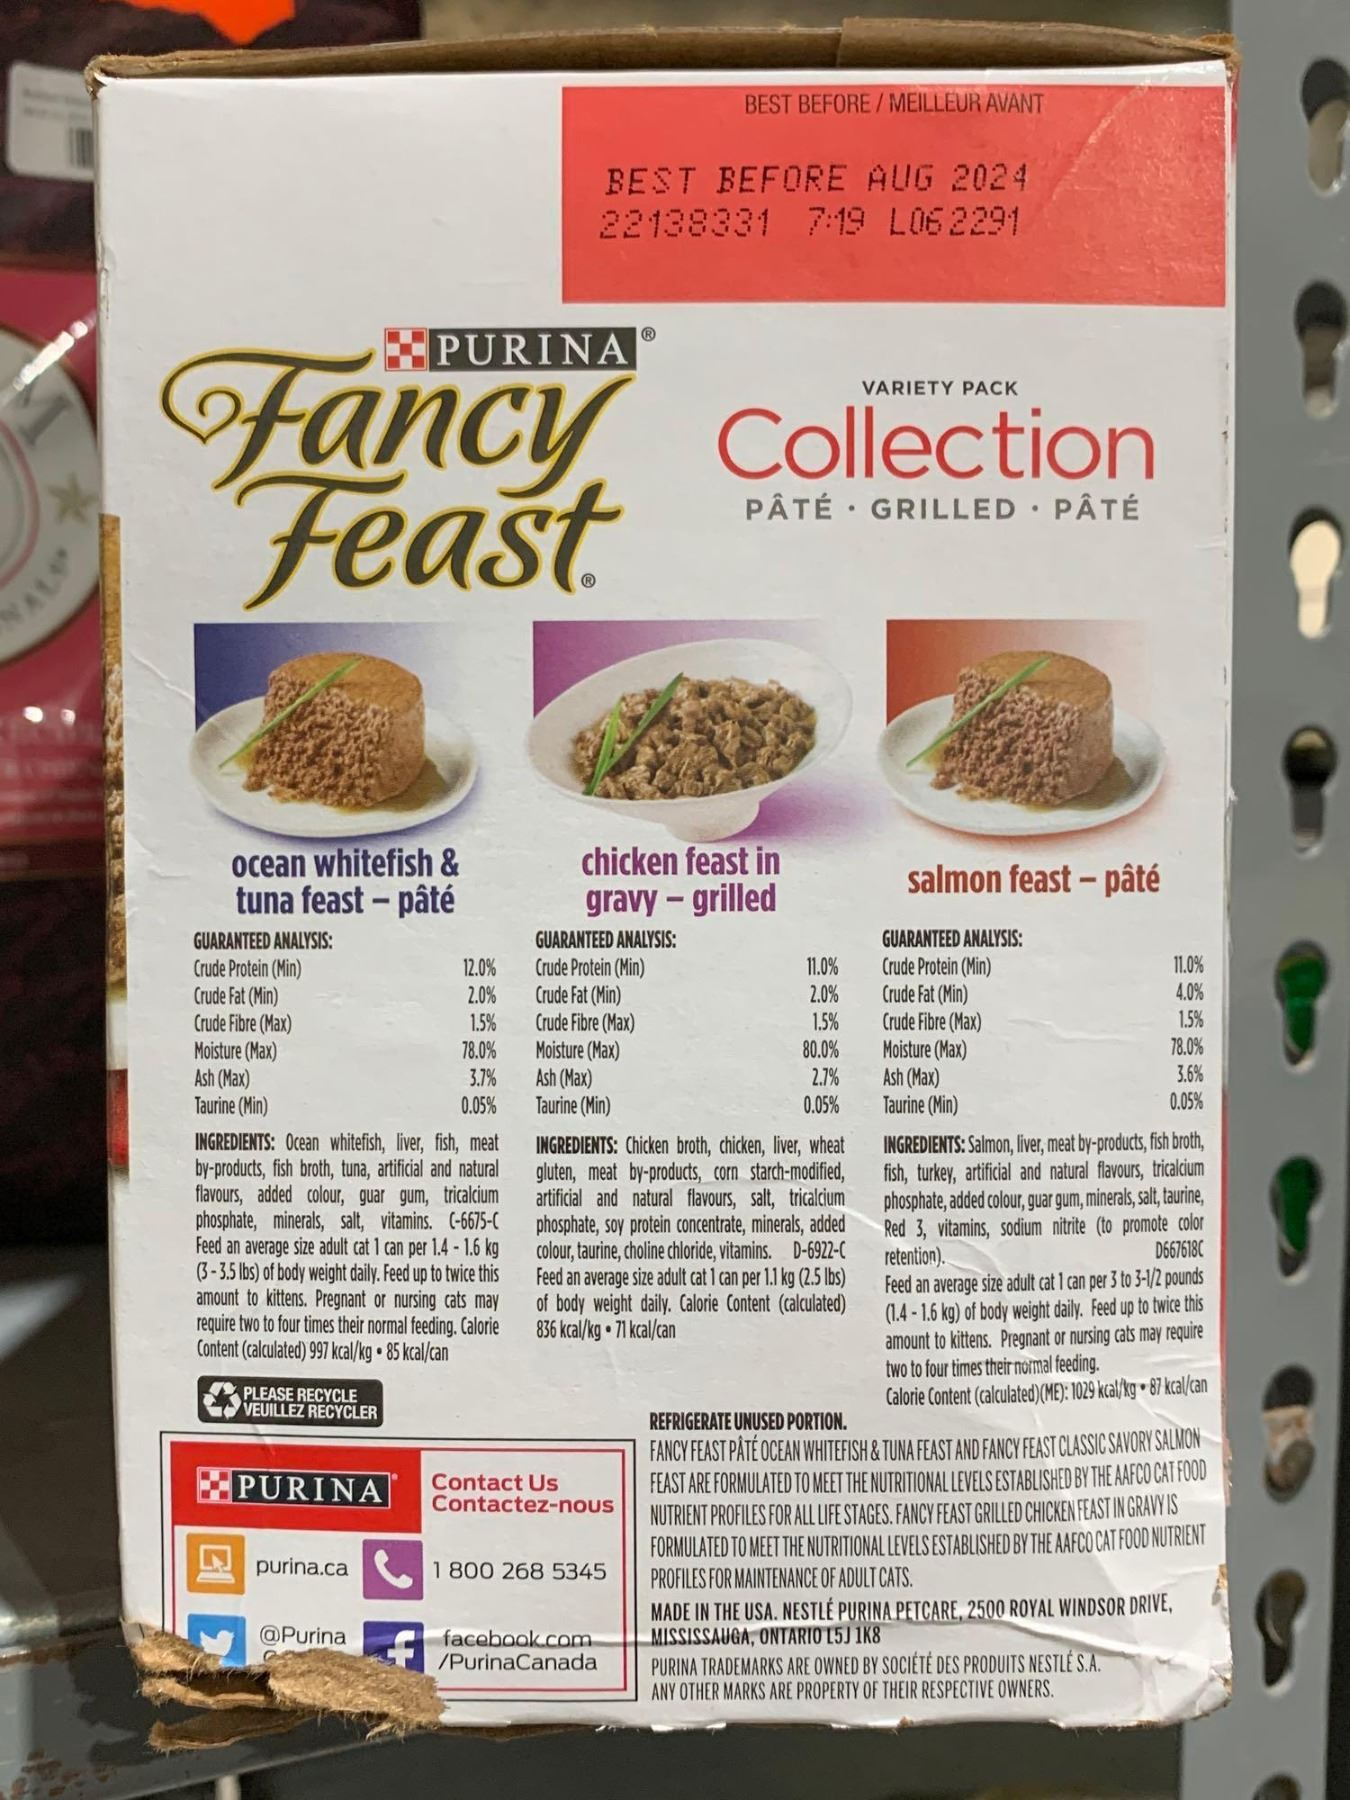 BEST BEFORE / MEILLEUR AVANT
BEST BEFORE AUG 2024
22138331 7:19 L062291
PURINA®
Fancy
Feast®
VARIETY PACK
Collection
PÂTÉ · GRILLED · PÂTÉ
ocean whitefish &
tuna feast – pâté
GUARANTEED ANALYSIS:
Crude Protein (Min) 12.0%
Crude Fat (Min) 2.0%
Crude Fibre (Max) 1.5%
Moisture (Max) 78.0%
Ash (Max) 3.7%
Taurine (Min) 0.05%
INGREDIENTS: Ocean whitefish, liver, fish, meat
by-products, fish broth, tuna, artificial and natural
flavours, added colour, guar gum, tricalcium
phosphate, minerals, salt, vitamins. C-6675-C
Feed an average size adult cat 1 can per 1.4 - 1.6 kg
(3 - 3.5 lbs) of body weight daily. Feed up to twice this
amount to kittens. Pregnant or nursing cats may
require two to four times their normal feeding. Calorie
Content (calculated) 997 kcal/kg • 85 kcal/can
chicken feast in
gravy – grilled
GUARANTEED ANALYSIS:
Crude Protein (Min) 11.0%
Crude Fat (Min) 2.0%
Crude Fibre (Max) 1.5%
Moisture (Max) 80.0%
Ash (Max) 2.7%
Taurine (Min) 0.05%
INGREDIENTS: Chicken broth, chicken, liver, wheat
gluten, meat by-products, corn starch-modified,
artificial and natural flavours, salt, tricalcium
phosphate, soy protein concentrate, minerals, added
colour, taurine, choline chloride, vitamins. D-6922-C
Feed an average size adult cat 1 can per 1.1 kg (2.5 lbs)
of body weight daily. Calorie Content (calculated)
836 kcal/kg • 71 kcal/can
salmon feast – pâté
GUARANTEED ANALYSIS:
Crude Protein (Min) 11.0%
Crude Fat (Min) 4.0%
Crude Fibre (Max) 1.5%
Moisture (Max) 78.0%
Ash (Max) 3.6%
Taurine (Min) 0.05%
INGREDIENTS: Salmon, liver, meat by-products, fish broth,
fish, turkey, artificial and natural flavours, tricalcium
phosphate, added colour, guar gum, minerals, salt, taurine,
Red 3, vitamins, sodium nitrite (to promote color
retention). D667618C
Feed an average size adult cat 1 can per 3 to 3-1/2 pounds
(1.4 - 1.6 kg) of body weight daily. Feed up to twice this
amount to kittens. Pregnant or nursing cats may require
two to four times their normal feeding.
Calorie Content (calculated)(ME): 1029 kcal/kg • 87 kcal/can
PLEASE RECYCLE
VEUILLEZ RECYCLER
PURINA®
Contact Us
Contactez-nous
purina.ca
1 800 268 5345
@Purina
facebook.com
/PurinaCanada
REFRIGERATE UNUSED PORTION.
FANCY FEAST PÂTÉ OCEAN WHITEFISH & TUNA FEAST AND FANCY FEAST CLASSIC SAVORY SALMON
FEAST ARE FORMULATED TO MEET THE NUTRITIONAL LEVELS ESTABLISHED BY THE AAFCO CAT FOOD
NUTRIENT PROFILES FOR ALL LIFE STAGES. FANCY FEAST GRILLED CHICKEN FEAST IN GRAVY IS
FORMULATED TO MEET THE NUTRITIONAL LEVELS ESTABLISHED BY THE AAFCO CAT FOOD NUTRIENT
PROFILES FOR MAINTENANCE OF ADULT CATS.
MADE IN THE USA. NESTLÉ PURINA PETCARE, 2500 ROYAL WINDSOR DRIVE,
MISSISSAUGA, ONTARIO L5J 1K8
PURINA TRADEMARKS ARE OWNED BY SOCIÉTÉ DES PRODUITS NESTLÉ S.A.
ANY OTHER MARKS ARE PROPERTY OF THEIR RESPECTIVE OWNERS.